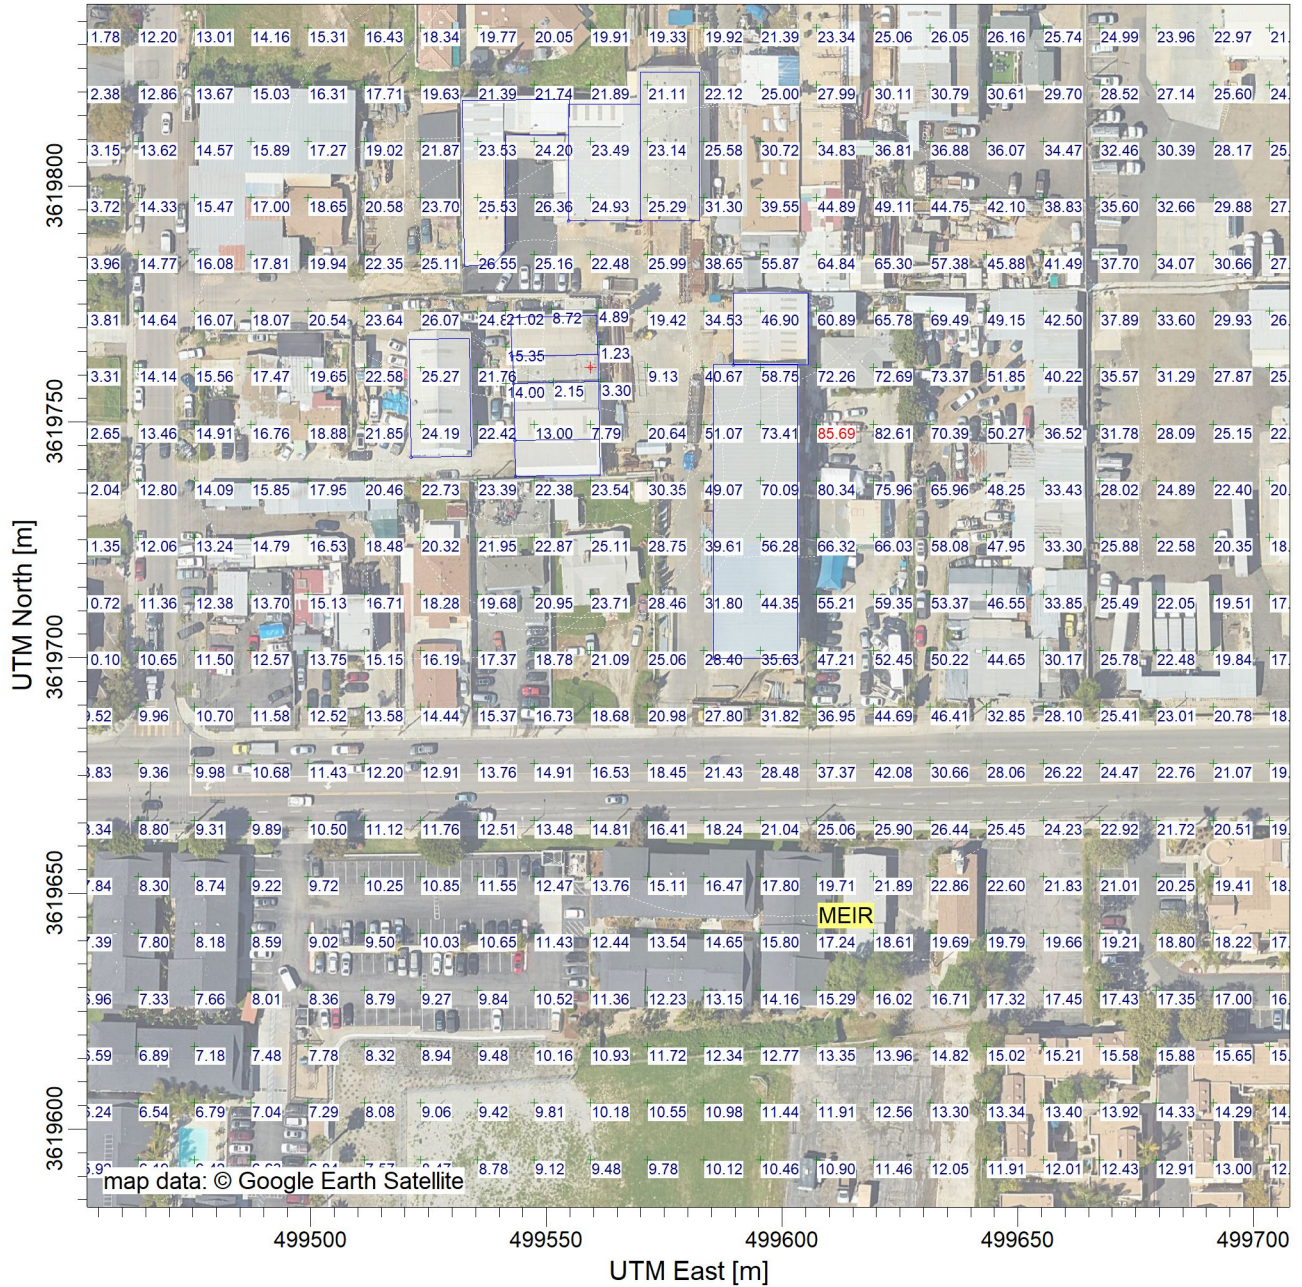 11.78 12.20 13.01 14.16 15.31 16.43 18.34 19.77 20.05 19.91 19.33 19.92 21.39 23.34 25.06 26.05 26.16 25.74 24.99 23.96 22.97 21.
2.38 12.86 13.67 15.03 16.31 17.71 19.63 21.39 21.74 21.89 21.11 22.12 25.00 27.99 30.11 30.79 30.61 29.70 28.52 27.14 25.60 24.
3.15 13.62 14.57 15.89 17.27 19.02 21.87 23.53 24.20 23.49 23.14 25.58 30.72 34.83 36.81 36.88 36.07 34.47 32.46 30.39 28.17 25.
3619800
3.72 14.33 15.47 17.00 18.65 20.58 23.70 25.53 26.36 24.93 25.29 31.30 39.55 44.89 49.11 44.75 42.10 38.83 35.60 32.66 29.88 27.
3.96 14.77 16.08 17.81 19.94 22.35 25.11 26.55 25.16 22.48 25.99 38.65 55.87 64.84 65.30 57.38 45.88 41.49 37.70 34.07 30.66 27
3.81 14.64 16.07 18.07 20.54 23.64 26.07 24.8 21.02 8.72 4.89 19.42 34.53 46.90 60.89 65.78 69.49 49.15 42.50 37.89 33.60 29.93 26.
15.35 1.23
3.31 14.14 15.56 17.47 19.65 22.58 25.27 21.76 9.13 40.67 58.75 72.26 72.69 73.37 51.85 40.22 35.57 31.29 27.87 25.
14.00 2.15 3.30
3619750
2.65 13.46 14.91 16.76 18.88 21.85 24.19 22.42 13.00 7.79 20.64 51.07 73.41 85.69 82.61 70.39 50.27 36.52 31.78 28.09 25.15 22.
2.04 12.80 14.09 15.85 17.95 20.46 22.73 23.39 22.38 23.54 30.35 49.07 70.09 80.34 75.96 65.96 48.25 33.43 28.02 24.89 22.40 20.
1.35 12.06 13.24 14.79 16.53 18.48 20.32 21.95 22.87 25.11 28.75 39.61 56.28 66.32 66.03 58.08 47.95 33.30 25.88 22.58 20.35 18.
0.72 11.36 12.38 13.70 15.13 16.71 18.28 19.68 20.95 23.71 28.46 31.80 44.35 55.21 59.35 53.37 46.55 33.85 25.49 22.05 19.51 17.
3619700
0.10 10.65 11.50 12.57 13.75 15.15 16.19 17.37 18.78 21.09 25.06 28.40 35.63 47.21 52.45 50.22 44.65 30.17 25.78 22.48 19.84 17.
9.52 9.96 10.70 11.58 12.52 13.58 14.44 15.37 16.73 18.68 20.98 27.80 31.82 36.95 44.69 46.41 32.85 28.10 25.41 23.01 20.78 18.
8.83 9.36 9.98 10.68 11.43 12.20 12.91 13.76 14.91 16.53 18.45 21.43 28.48 37.37 42.08 30.66 28.06 26.22 24.47 22.76 21.07 19.
8.34 8.80 9.31 9.89 10.50 11.12 11.76 12.51 13.48 14.81 16.41 18.24 21.04 25.06 25.90 26.44 25.45 24.23 22.92 21.72 20.51 19.
3619650
7.84 8.30 8.74 9.22 9.72 10.25 10.85 11.55 12.47 13.76 15.11 16.47 17.80 19.71 21.89 22.86 22.60 21.83 21.01 20.25 19.41 18.
MEIR
7.39 7.80 8.18 8.59 9.02 9.50 10.03 10.65 11.43 12.44 13.54 14.65 15.80 17.24 18.61 19.69 19.79 19.66 19.21 18.80 18.22 17.
6.96 7.33 7.66 8.01 8.36 8.79 9.27 9.84 10.52 11.36 12.23 13.15 14.16 15.29 16.02 16.71 17.32 17.45 17.43 17.35 17.00 16.
6.59 6.89 7.18 7.48 7.78 8.32 8.94 9.48 10.16 10.93 11.72 12.34 12.77 13.35 13.96 14.82 15.02 15.21 15.58 15.88 15.65 15.
3619600
6.24 6.54 6.79 7.04 7.29 8.08 9.06 9.42 9.81 10.18 10.55 10.98 11.44 11.91 12.56 13.30 13.34 13.40 13.92 14.33 14.29 14.
8.78 9.12 9.48 9.78 10.12 10.46 10.90 11.46 12.05 11.91 12.01 12.43 12.91 13.00 12.
map data: © Google Earth Satellite
UTM North [m]
499500 499550 499600 499650 499700
UTM East [m]